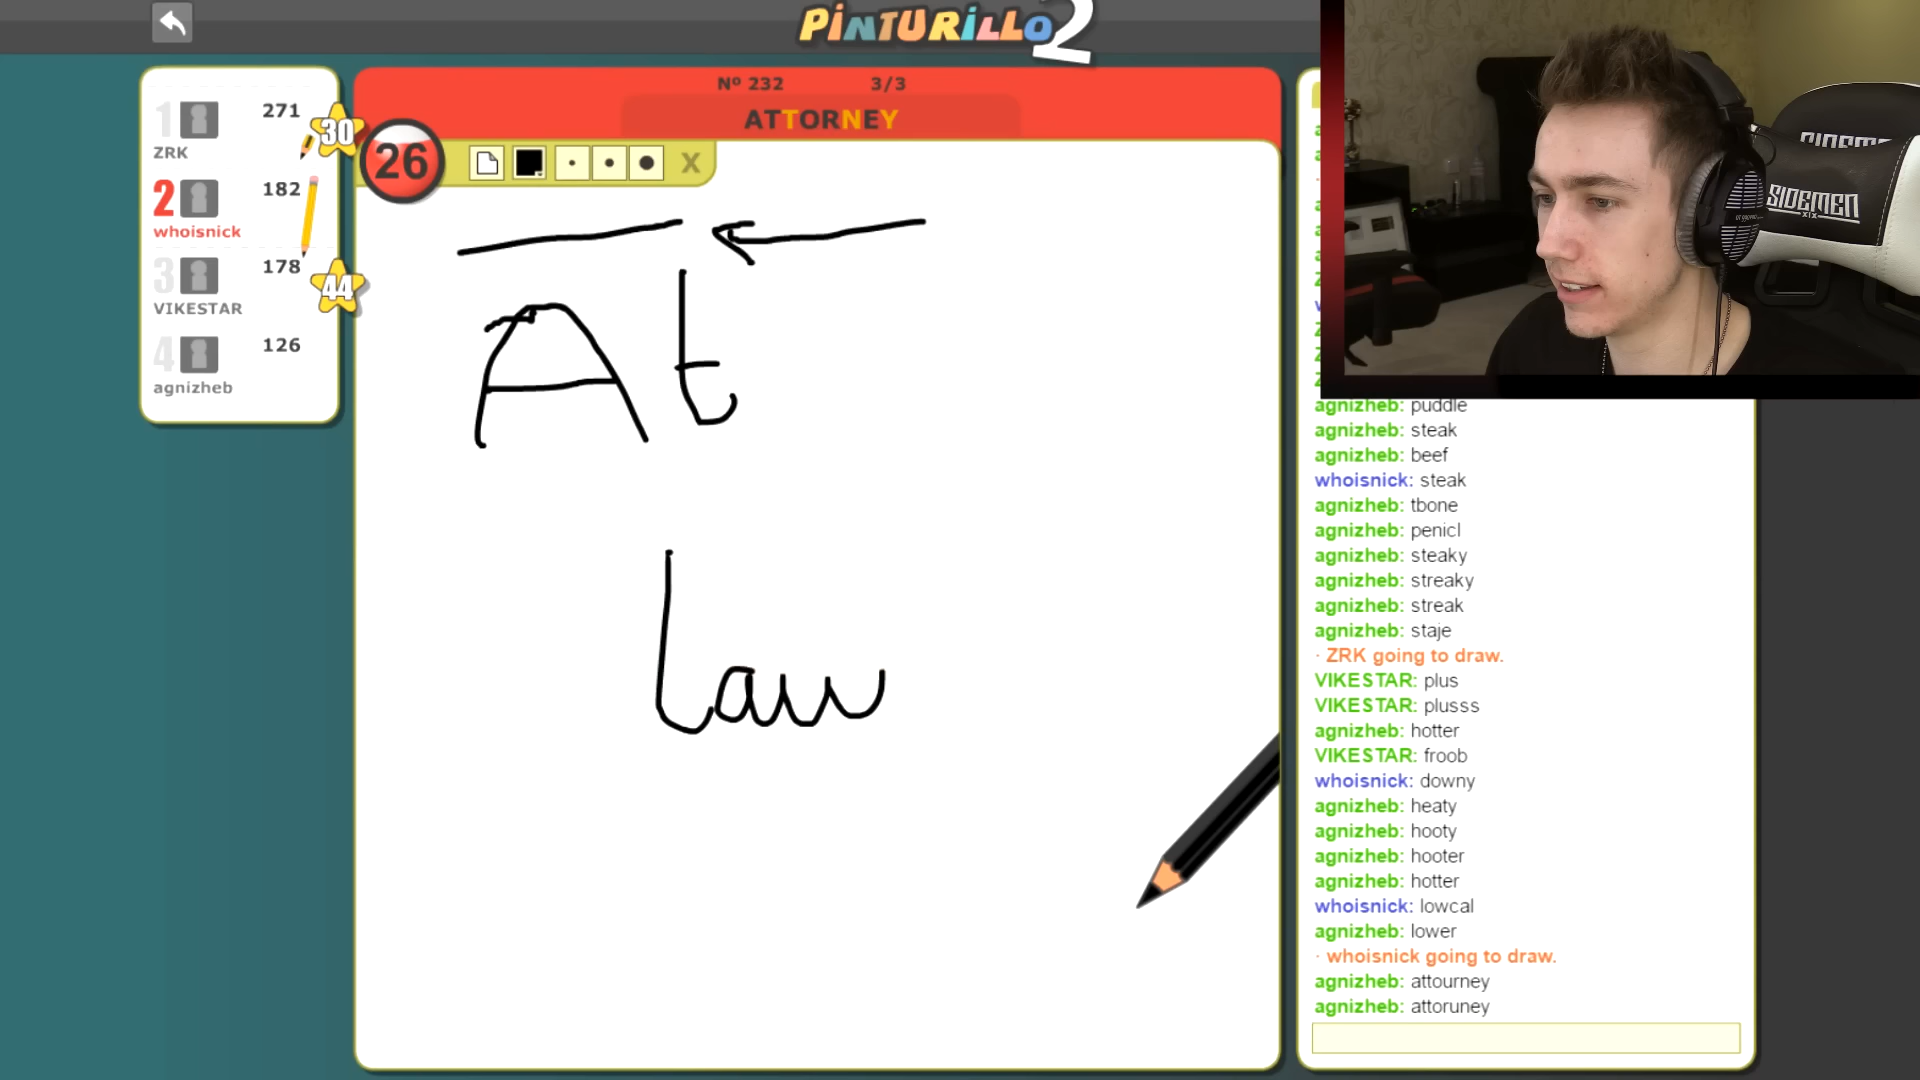 PINTURILLO 2
Nº 232 3/3
ATTORNEY
26
1 271
ZRK
30
2 182
whoisnick
3 178
VIKESTAR
44
4 126
agnizheb
X
At
Law
SIDEMEN
SIDEMEN
XIX
agnizheb: puddle
agnizheb: steak
agnizheb: beef
whoisnick: steak
agnizheb: tbone
agnizheb: penicl
agnizheb: steaky
agnizheb: streaky
agnizheb: streak
agnizheb: staje
· ZRK going to draw.
VIKESTAR: plus
VIKESTAR: plusss
agnizheb: hotter
VIKESTAR: froob
whoisnick: downy
agnizheb: heaty
agnizheb: hooty
agnizheb: hooter
agnizheb: hotter
whoisnick: lowcal
agnizheb: lower
· whoisnick going to draw.
agnizheb: attourney
agnizheb: attoruney